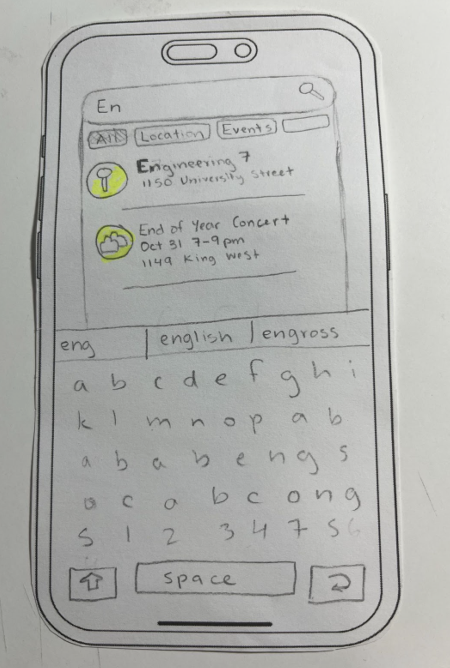 En
All Location Events
Engineering 7
1150 University Street
End of Year Concert
Oct 31 7-9pm
1149 King West
eng english engross
a b c d e f g h i
k l m n o p a b
a b a b e n g s
a c a b c o n g
S 1 2 3 4 7 5 6
space